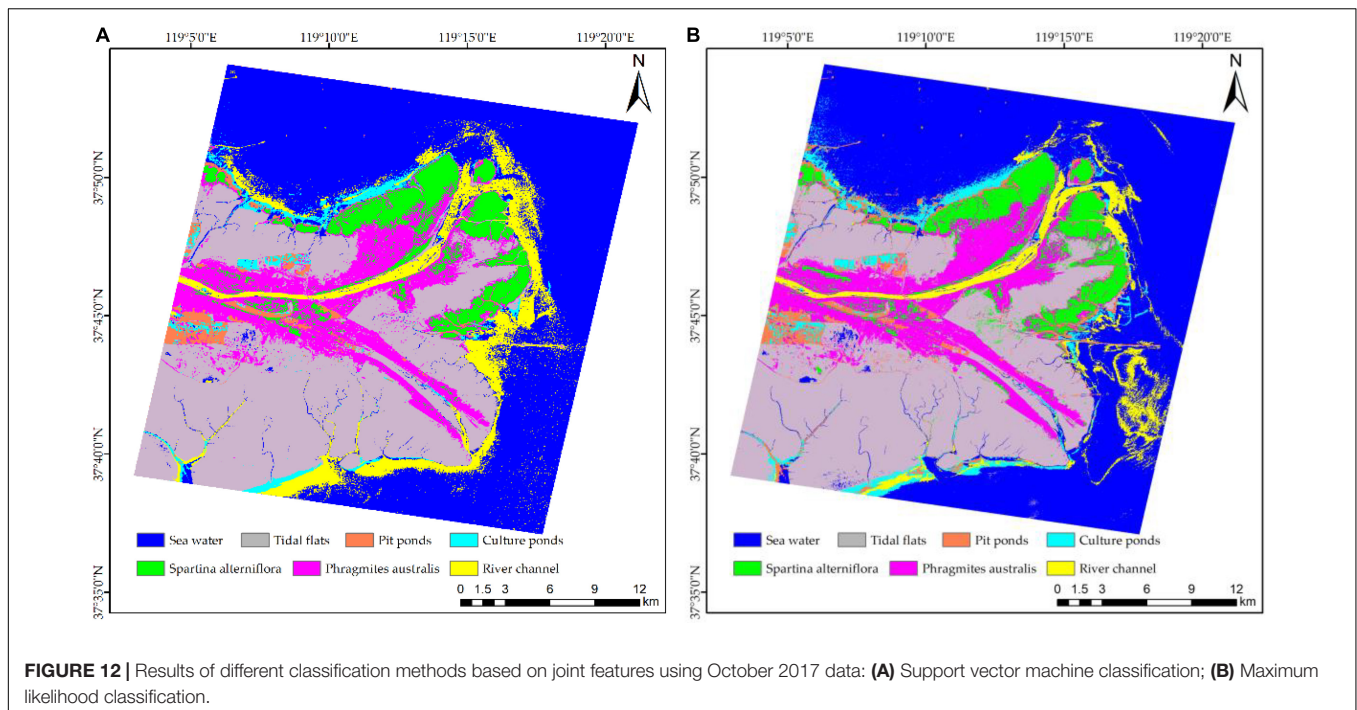 A
119°5'0"E 119°10'0"E 119°15'0"E 119°20'0"E
N
37°50'0"N
37°45'0"N
37°40'0"N
37°35'0"N
Sea water Tidal flats Pit ponds Culture ponds
Spartina alterniflora Phragmites australis River channel
0 1.5 3 6 9 12
km
B
119°5'0"E 119°10'0"E 119°15'0"E 119°20'0"E
N
37°50'0"N
37°45'0"N
37°40'0"N
37°35'0"N
Sea water Tidal flats Pit ponds Culture ponds
Spartina alterniflora Phragmites australis River channel
0 1.5 3 6 9 12
km
FIGURE 12 | Results of different classification methods based on joint features using October 2017 data: (A) Support vector machine classification; (B) Maximum
likelihood classification.